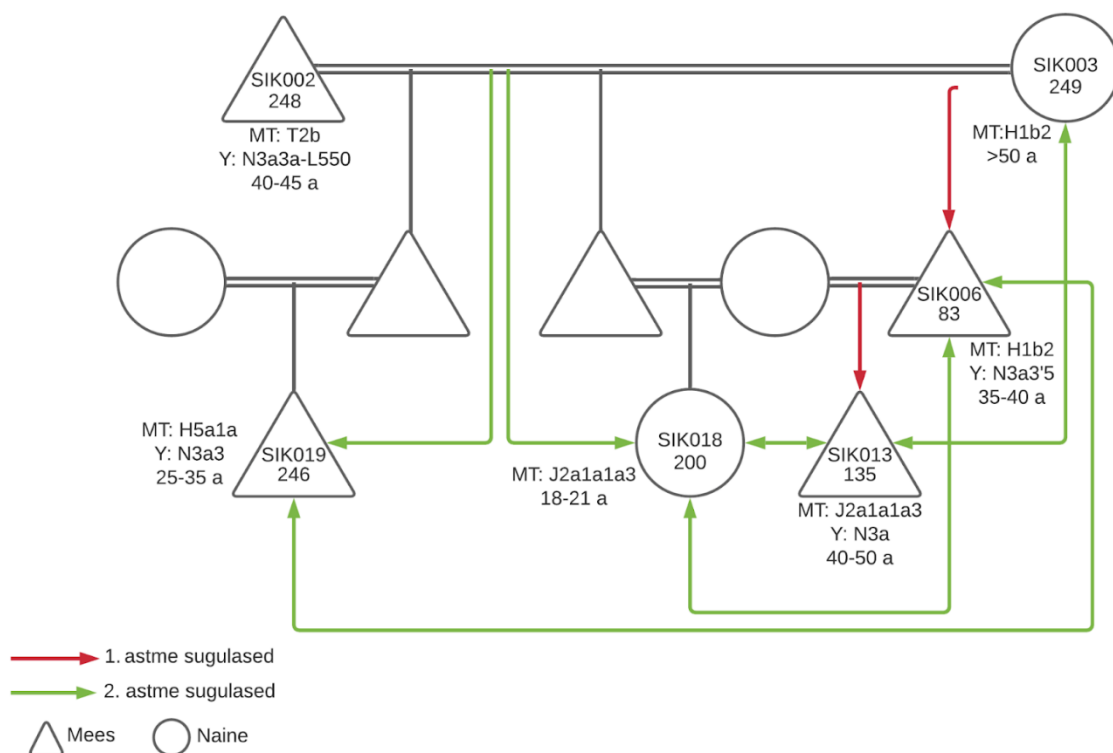 SIK002
248
MT: T2b
Y: N3a3a-L550
40-45 a
SIK003
249
MT:H1b2
>50 a
SIK006
83
MT: H1b2
Y: N3a3'5
35-40 a
MT: H5a1a
Y: N3a3
25-35 a
SIK019
246
SIK018
200
MT: J2a1a1a3
18-21 a
SIK013
135
MT: J2a1a1a3
Y: N3a
40-50 a
1. astme sugulased
2. astme sugulased
Mees
Naine